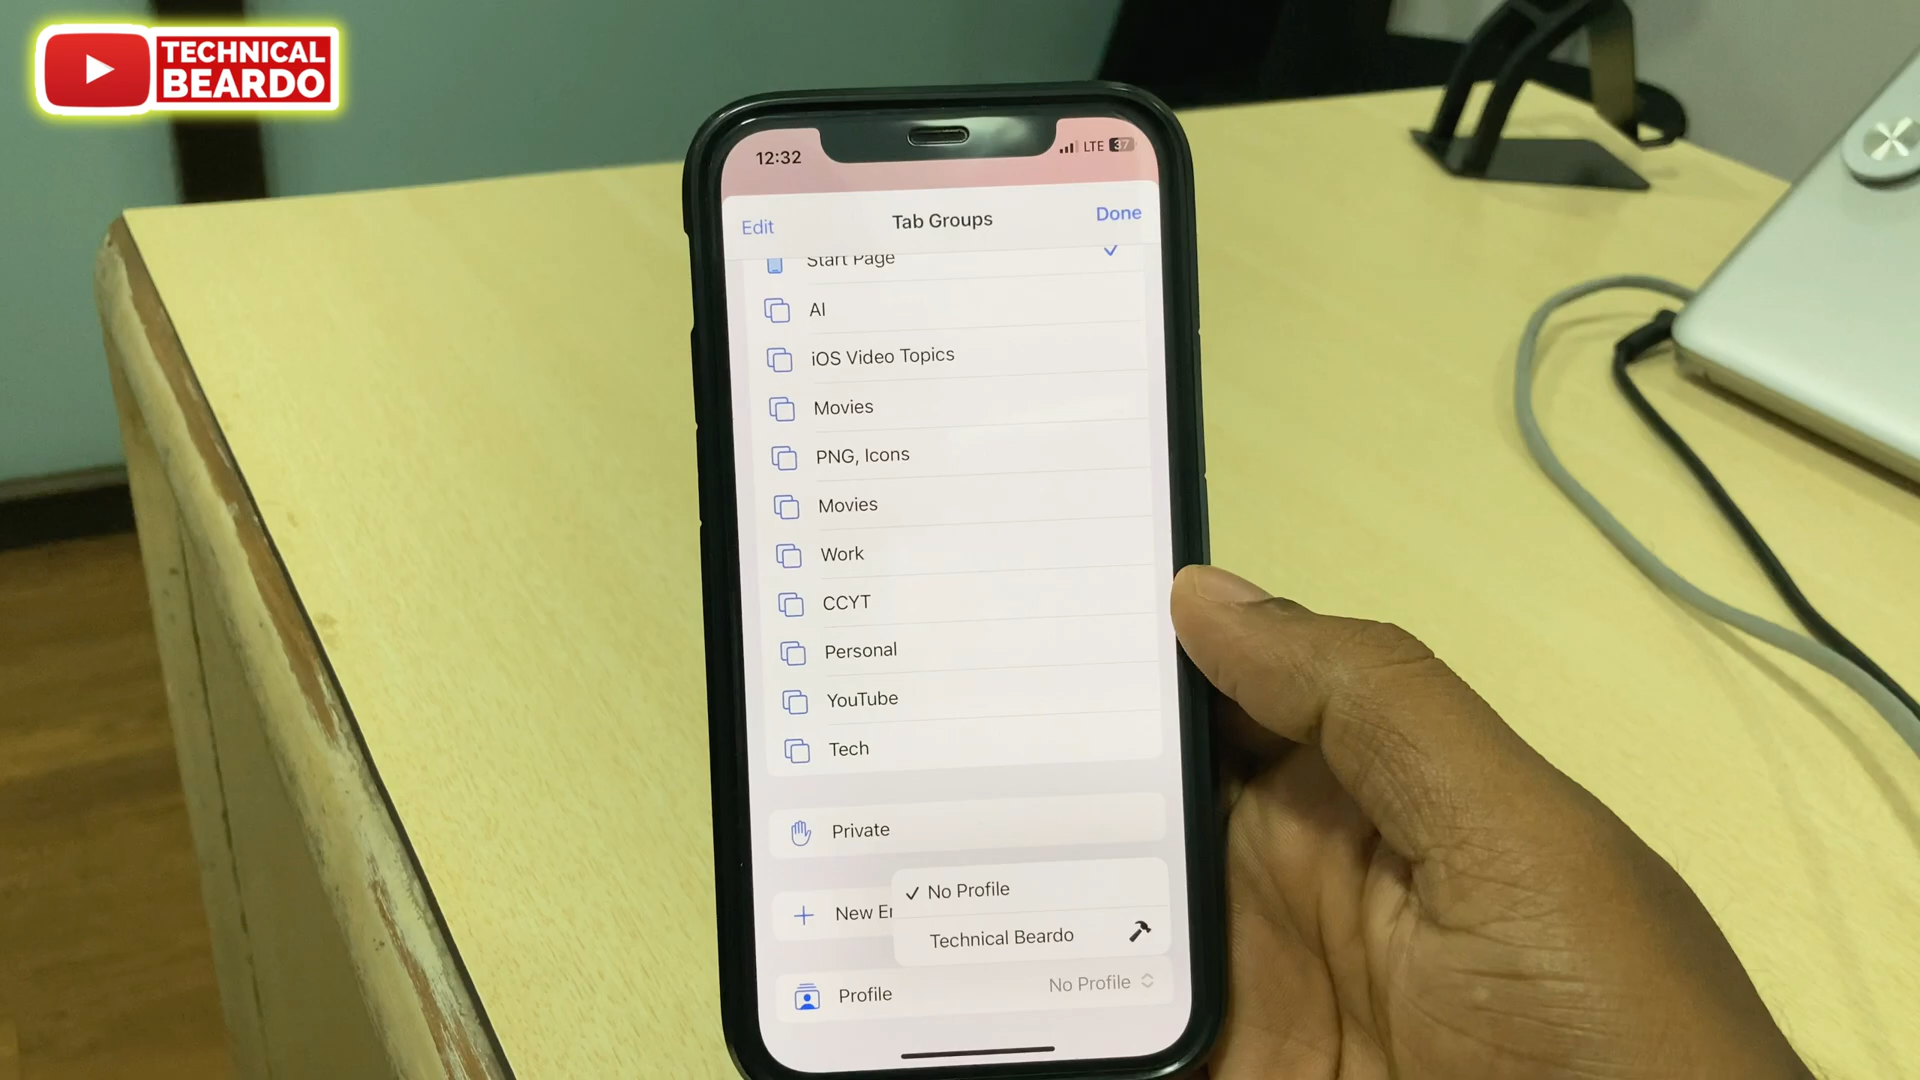 TECHNICAL
BEARDO
12:32
LTE 37
Edit
Tab Groups
Done
Start Page
AI
iOS Video Topics
Movies
PNG, Icons
Movies
Work
CCYT
Personal
YouTube
Tech
Private
No Profile
New E
Technical Beardo
Profile
No Profile